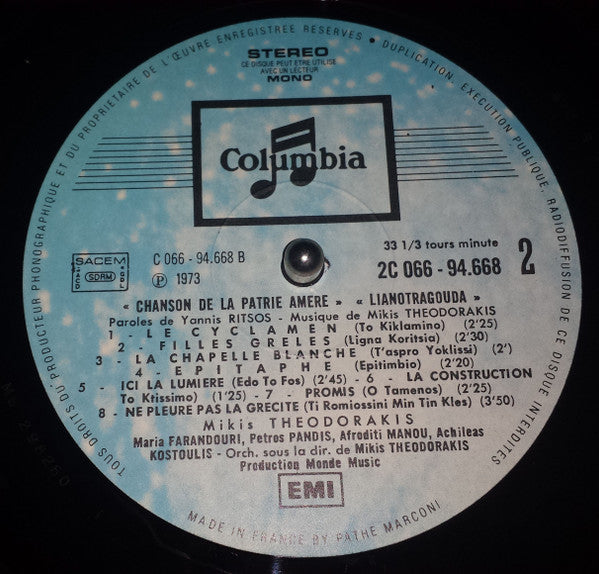 TOUS DROITS DU PRODUCTEUR PHONOGRAPHIQUE ET DU PROPRIETAIRE DE L'ŒUVRE ENREGISTREE RESERVES • DUPLICATION, EXECUTION PUBLIQUE, RADIODIFFUSION DE CE DISQUE INTERDITES
STEREO
CE DISQUE PEUT ETRE UTILISE
AVEC UN LECTEUR
MONO
Columbia
SACEM
SDRM
C 066 - 94.668 B
℗ 1973
33 1/3 tours minute
2C 066 - 94.668 2
« CHANSON DE LA PATRIE AMERE » « LIANOTRAGOUDA »
Paroles de Yannis RITSOS - Musique de Mikis THEODORAKIS
1 - LE CYCLAMEN (To Kiklamino) (2'25)
2 - FILLES GRELES (Ligna Koritsia) (2'30)
3 - LA CHAPELLE BLANCHE (T'aspro Yoklissi) (2')
4 - EPITAPHE (Epitimbio) (2'20)
5 - ICI LA LUMIERE (Edo To Fos) (2'45) - 6 - LA CONSTRUCTION
To Ktissimo) (1'25) - 7 - PROMIS (O Tamenos) (2'25)
8 - NE PLEURE PAS LA GRECITE (Ti Romiossini Min Tin Kles) (3'50)
Mikis THEODORAKIS
Maria FARANDOURI, Petros PANDIS, Afroditi MANOU, Achileas
KOSTOULIS - Orch. sous la dir. de Mikis THEODORAKIS
Production Monde Music
EMI
MADE IN FRANCE BY PATHE MARCONI